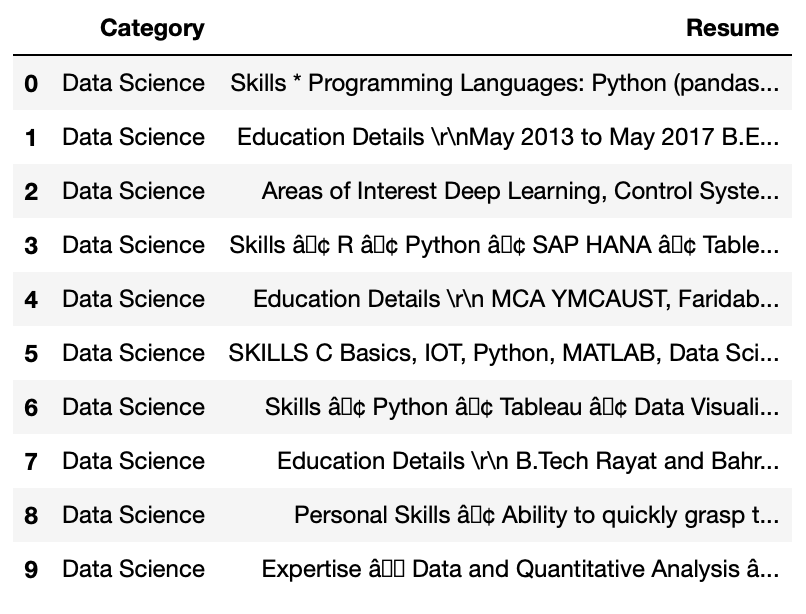 Category Resume
0 Data Science Skills * Programming Languages: Python (pandas...
1 Data Science Education Details \r\nMay 2013 to May 2017 B.E...
2 Data Science Areas of Interest Deep Learning, Control Syste...
3 Data Science Skills â▯¢ R â▯¢ Python â▯¢ SAP HANA â▯¢ Table...
4 Data Science Education Details \r\n MCA YMCAUST, Faridab...
5 Data Science SKILLS C Basics, IOT, Python, MATLAB, Data Sci...
6 Data Science Skills â▯¢ Python â▯¢ Tableau â▯¢ Data Visuali...
7 Data Science Education Details \r\n B.Tech Rayat and Bahr...
8 Data Science Personal Skills â▯¢ Ability to quickly grasp t...
9 Data Science Expertise â▯▯ Data and Quantitative Analysis â...